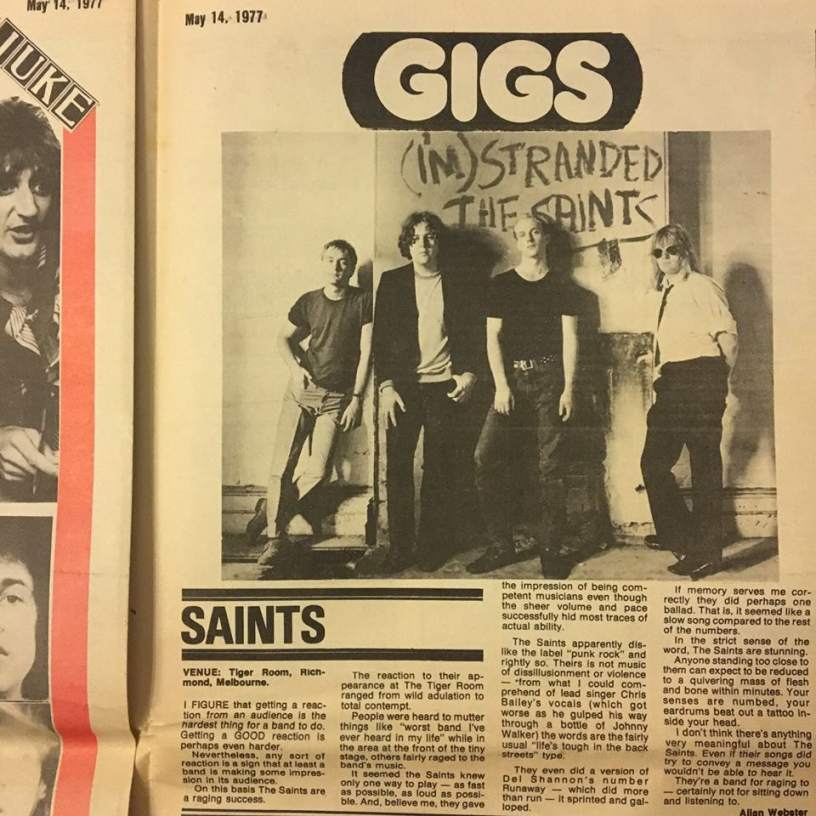 May 14, 1977
JUKE
May 14, 1977
GIGS
(I'M) STRANDED
THE SAINTS
SAINTS
VENUE: Tiger Room, Rich-
mond, Melbourne.
I FIGURE that getting a reac-
tion from an audience is the
hardest thing for a band to do.
Getting a GOOD reaction is
perhaps even harder.
Nevertheless, any sort of
reaction is a sign that at least a
band is making some impres-
sion in its audience.
On this basis The Saints are
a raging success.
The reaction to their ap-
pearance at The Tiger Room
ranged from wild adulation to
total contempt.
People were heard to mutter
things like "worst band I've
ever heard in my life" while in
the area at the front of the tiny
stage, others fairly raged to the
band's music.
It seemed the Saints knew
only one way to play — as fast
as possible, as loud as possi-
ble. And, believe me, they gave
the impression of being com-
petent musicians even though
the sheer volume and pace
successfully hid most traces of
actual ability.
The Saints apparently dis-
like the label "punk rock" and
rightly so. Theirs is not music
of dissillusionment or violence
— from what I could com-
prehend of lead singer Chris
Bailey's vocals (which got
worse as he gulped his way
through a bottle of Johnny
Walker) the words are the fairly
usual "life's tough in the back
streets" type.
They even did a version of
Del Shannon's number
Runaway — which did more
than run — it sprinted and gal-
loped.
If memory serves me cor-
rectly they did perhaps one
ballad. That is, it seemed like a
slow song compared to the rest
of the numbers.
In the strict sense of the
word, The Saints are stunning.
Anyone standing too close to
them can expect to be reduced
to a quivering mass of flesh
and bone within minutes. Your
senses are numbed, your
eardrums beat out a tattoo in-
side your head.
I don't think there's anything
very meaningful about The
Saints. Even if their songs did
try to convey a message you
wouldn't be able to hear it.
They're a band for raging to
— certainly not for sitting down
and listening to.
Allan Webster